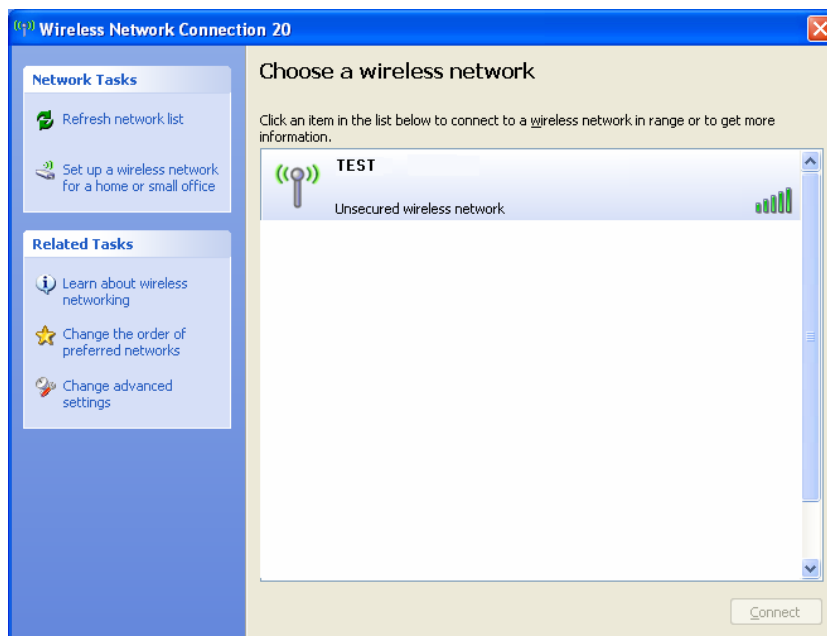 Wireless Network Connection 20
Network Tasks
Refresh network list
Set up a wireless network
for a home or small office
Related Tasks
Learn about wireless
networking
Change the order of
preferred networks
Change advanced
settings
Choose a wireless network
Click an item in the list below to connect to a wireless network in range or to get more
information.
TEST
Unsecured wireless network
Connect